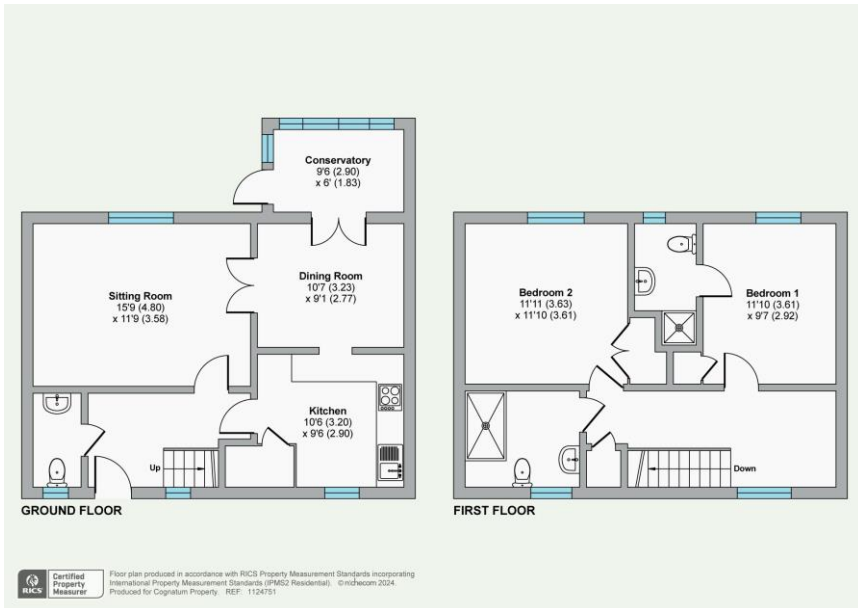 Conservatory
9'6 (2.90)
x 6' (1.83)
Sitting Room
15'9 (4.80)
x 11'9 (3.58)
Dining Room
10'7 (3.23)
x 9'1 (2.77)
Kitchen
10'6 (3.20)
x 9'6 (2.90)
Up
GROUND FLOOR
Bedroom 2
11'11 (3.63)
x 11'10 (3.61)
Bedroom 1
11'10 (3.61)
x 9'7 (2.92)
Down
FIRST FLOOR
RICS
Certified
Property
Measurer
Floor plan produced in accordance with RICS Property Measurement Standards incorporating
International Property Measurement Standards (IPMS2 Residential). ©nichecom 2024.
Produced for Cognatum Property. REF: 1124751